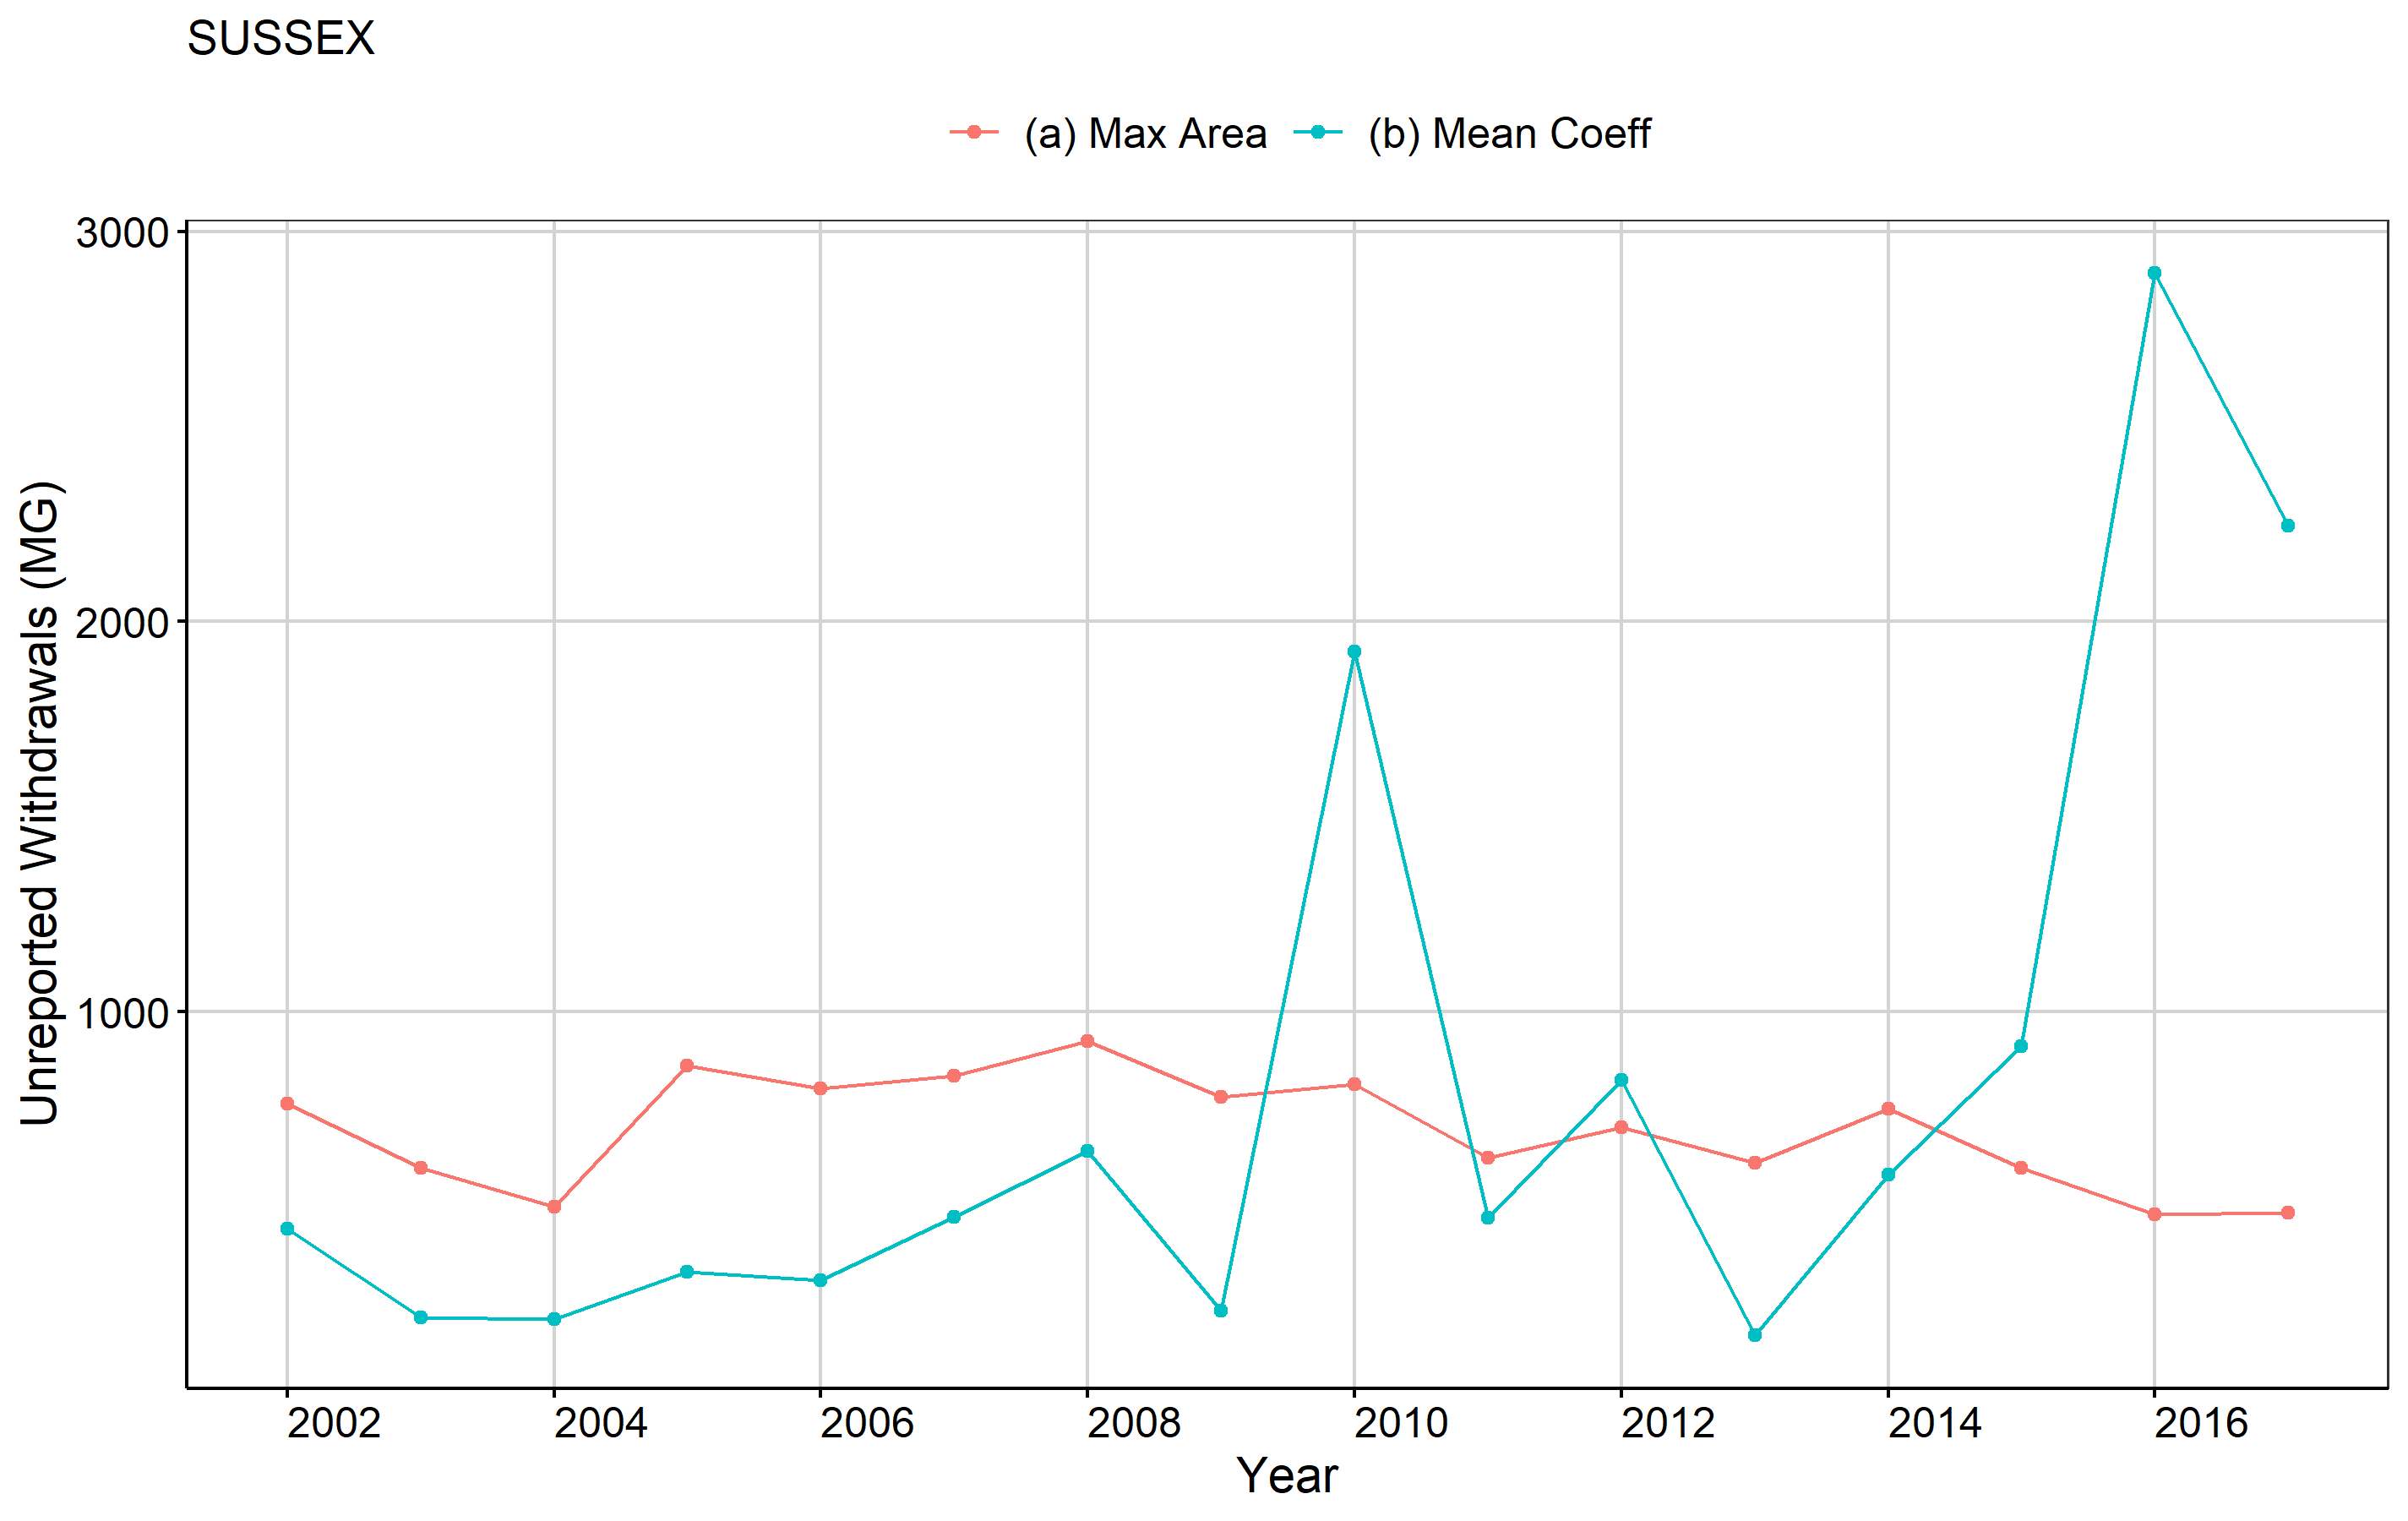 SUSSEX
(a) Max Area (b) Mean Coeff
3000
2000
1000
Unreported Withdrawals (MG)
2002 2004 2006 2008 2010 2012 2014 2016
Year